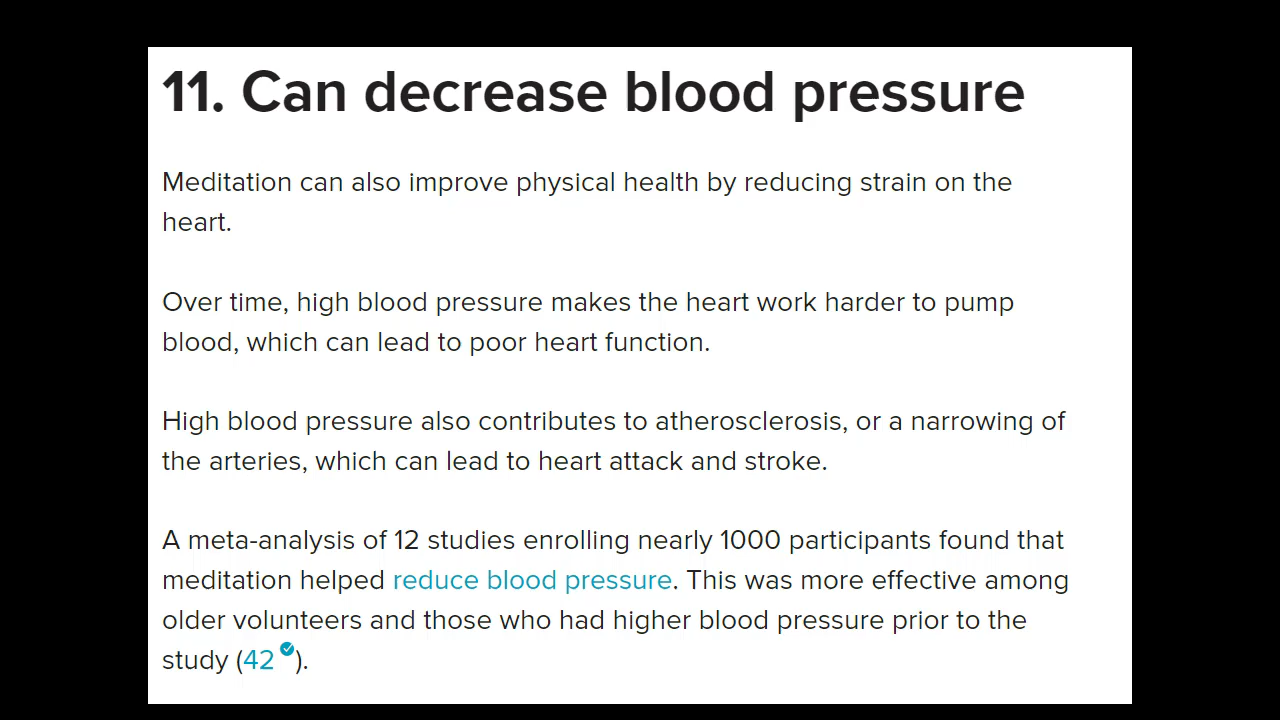 11. Can decrease blood pressure
Meditation can also improve physical health by reducing strain on the
heart.
Over time, high blood pressure makes the heart work harder to pump
blood, which can lead to poor heart function.
High blood pressure also contributes to atherosclerosis, or a narrowing of
the arteries, which can lead to heart attack and stroke.
A meta-analysis of 12 studies enrolling nearly 1000 participants found that
meditation helped reduce blood pressure. This was more effective among
older volunteers and those who had higher blood pressure prior to the
study (42).